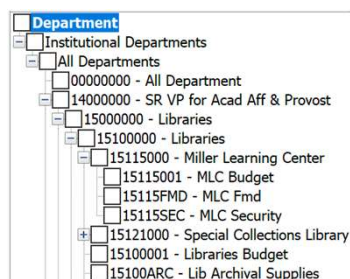 Department
Institutional Departments
All Departments
00000000 - All Department
14000000 - SR VP for Acad Aff & Provost
15000000 - Libraries
15100000 - Libraries
15115000 - Miller Learning Center
15115001 - MLC Budget
15115FMD - MLC Fmd
15115SEC - MLC Security
15121000 - Special Collections Library
15100001 - Libraries Budget
15100ARC - Lib Archival Supplies